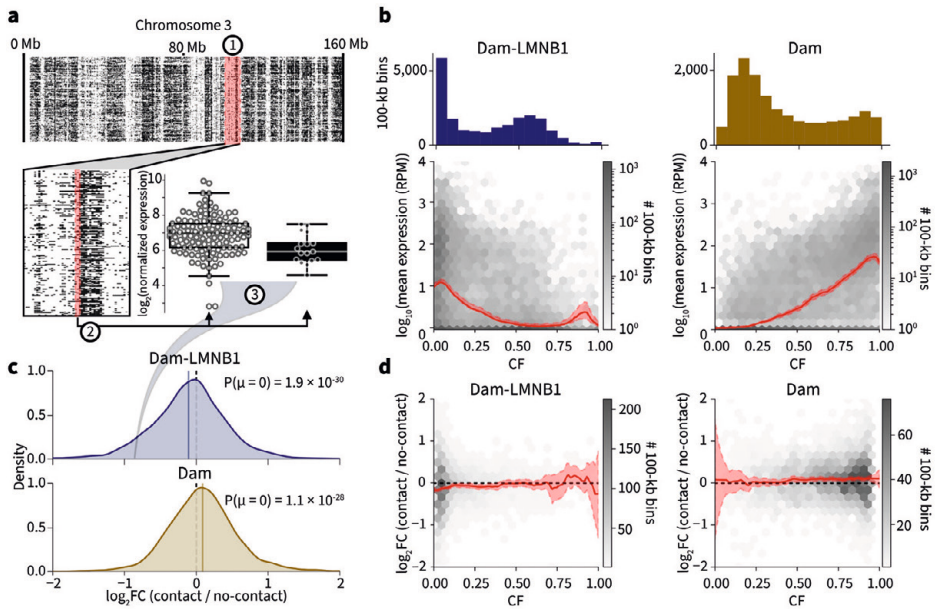 a
Chromosome 3
0 Mb
80 Mb
1
160 Mb
log2(normalized expression)
10
8
6
4
2
3
b
Dam-LMNB1
Dam
100-kb bins
5,000
0
2,000
0
log10(mean expression (RPM))
4
3
2
1
0
0.00 0.25 0.50 0.75 1.00
CF
10³
10²
10¹
10⁰
# 100-kb bins
log10(mean expression (RPM))
4
3
2
1
0
0.00 0.25 0.50 0.75 1.00
CF
10³
10²
10¹
10⁰
# 100-kb bins
c
Dam-LMNB1
P(μ = 0) = 1.9 × 10⁻³⁰
1.0
0.5
0.0
Density
Dam
P(μ = 0) = 1.1 × 10⁻²⁸
1.0
0.5
0.0
−2 −1 0 1 2
log2FC (contact / no-contact)
d
Dam-LMNB1
log2FC (contact / no-contact)
2
1
0
−1
−2
0.00 0.25 0.50 0.75 1.00
CF
200
150
100
50
# 100-kb bins
Dam
log2FC (contact / no-contact)
2
1
0
−1
−2
0.00 0.25 0.50 0.75 1.00
CF
60
40
20
# 100-kb bins